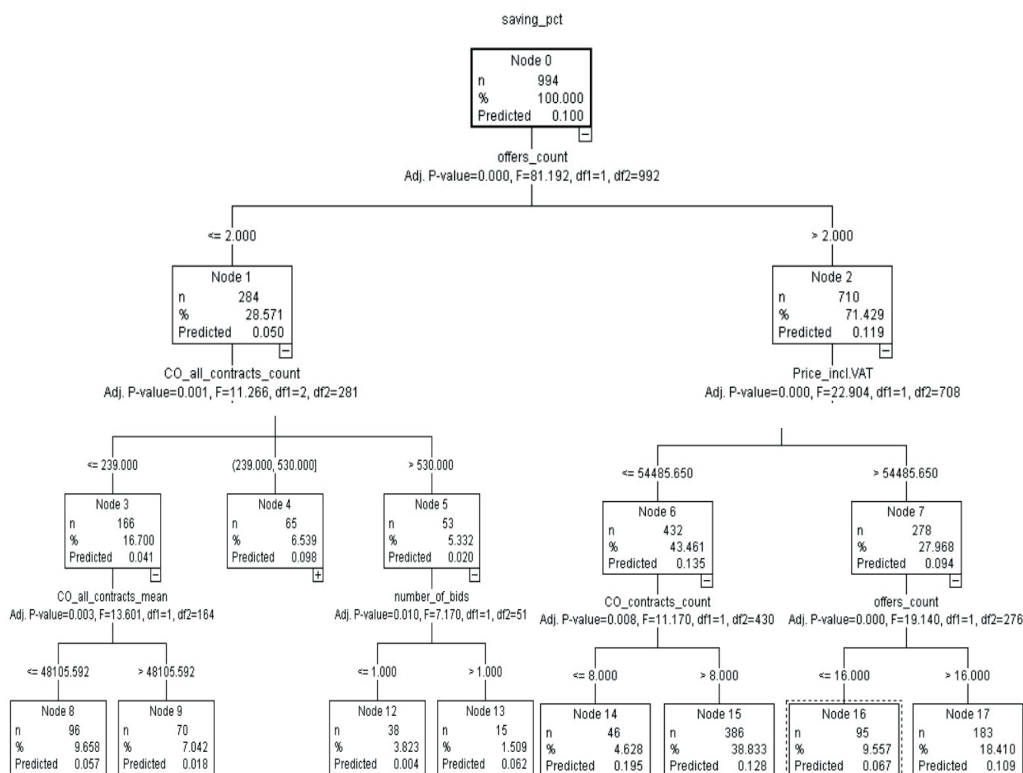 saving_pct
Node 0
n 994
% 100.000
Predicted 0.100
offers_count
Adj. P-value=0.000, F=81.192, df1=1, df2=992
<= 2.000 > 2.000
Node 1
n 284
% 28.571
Predicted 0.050
Node 2
n 710
% 71.429
Predicted 0.119
CO_all_contracts_count
Adj. P-value=0.001, F=11.266, df1=2, df2=281
Price_incl.VAT
Adj. P-value=0.000, F=22.904, df1=1, df2=708
<= 239.000 (239.000, 530.000] > 530.000 <= 54485.650 > 54485.650
Node 3
n 166
% 16.700
Predicted 0.041
Node 4
n 65
% 6.539
Predicted 0.098
Node 5
n 53
% 5.332
Predicted 0.020
Node 6
n 432
% 43.461
Predicted 0.135
Node 7
n 278
% 27.968
Predicted 0.094
CO_all_contracts_mean
Adj. P-value=0.003, F=13.601, df1=1, df2=164
number_of_bids
Adj. P-value=0.010, F=7.170, df1=1, df2=51
CO_contracts_count
Adj. P-value=0.008, F=11.170, df1=1, df2=430
offers_count
Adj. P-value=0.000, F=19.140, df1=1, df2=276
<= 48105.592 > 48105.592 <= 1.000 > 1.000 <= 8.000 > 8.000 <= 16.000 > 16.000
Node 8
n 96
% 9.658
Predicted 0.057
Node 9
n 70
% 7.042
Predicted 0.018
Node 12
n 38
% 3.823
Predicted 0.004
Node 13
n 15
% 1.509
Predicted 0.062
Node 14
n 46
% 4.628
Predicted 0.195
Node 15
n 386
% 38.833
Predicted 0.128
Node 16
n 95
% 9.557
Predicted 0.067
Node 17
n 183
% 18.410
Predicted 0.109